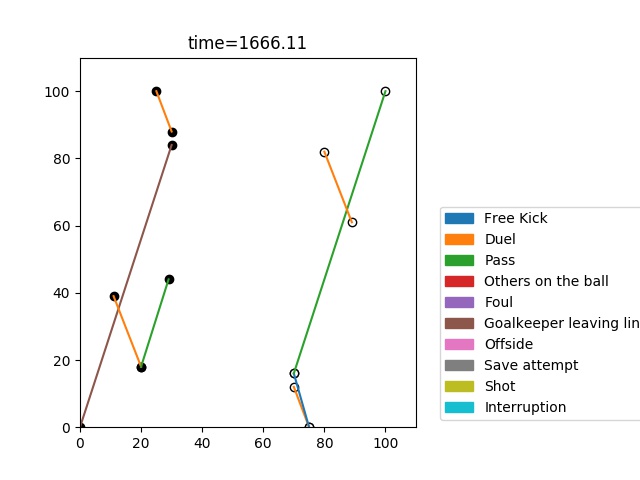 time=1666.11
100
80
60
40
20
0
0 20 40 60 80 100
Free Kick
Duel
Pass
Others on the ball
Foul
Goalkeeper leaving lin
Offside
Save attempt
Shot
Interruption